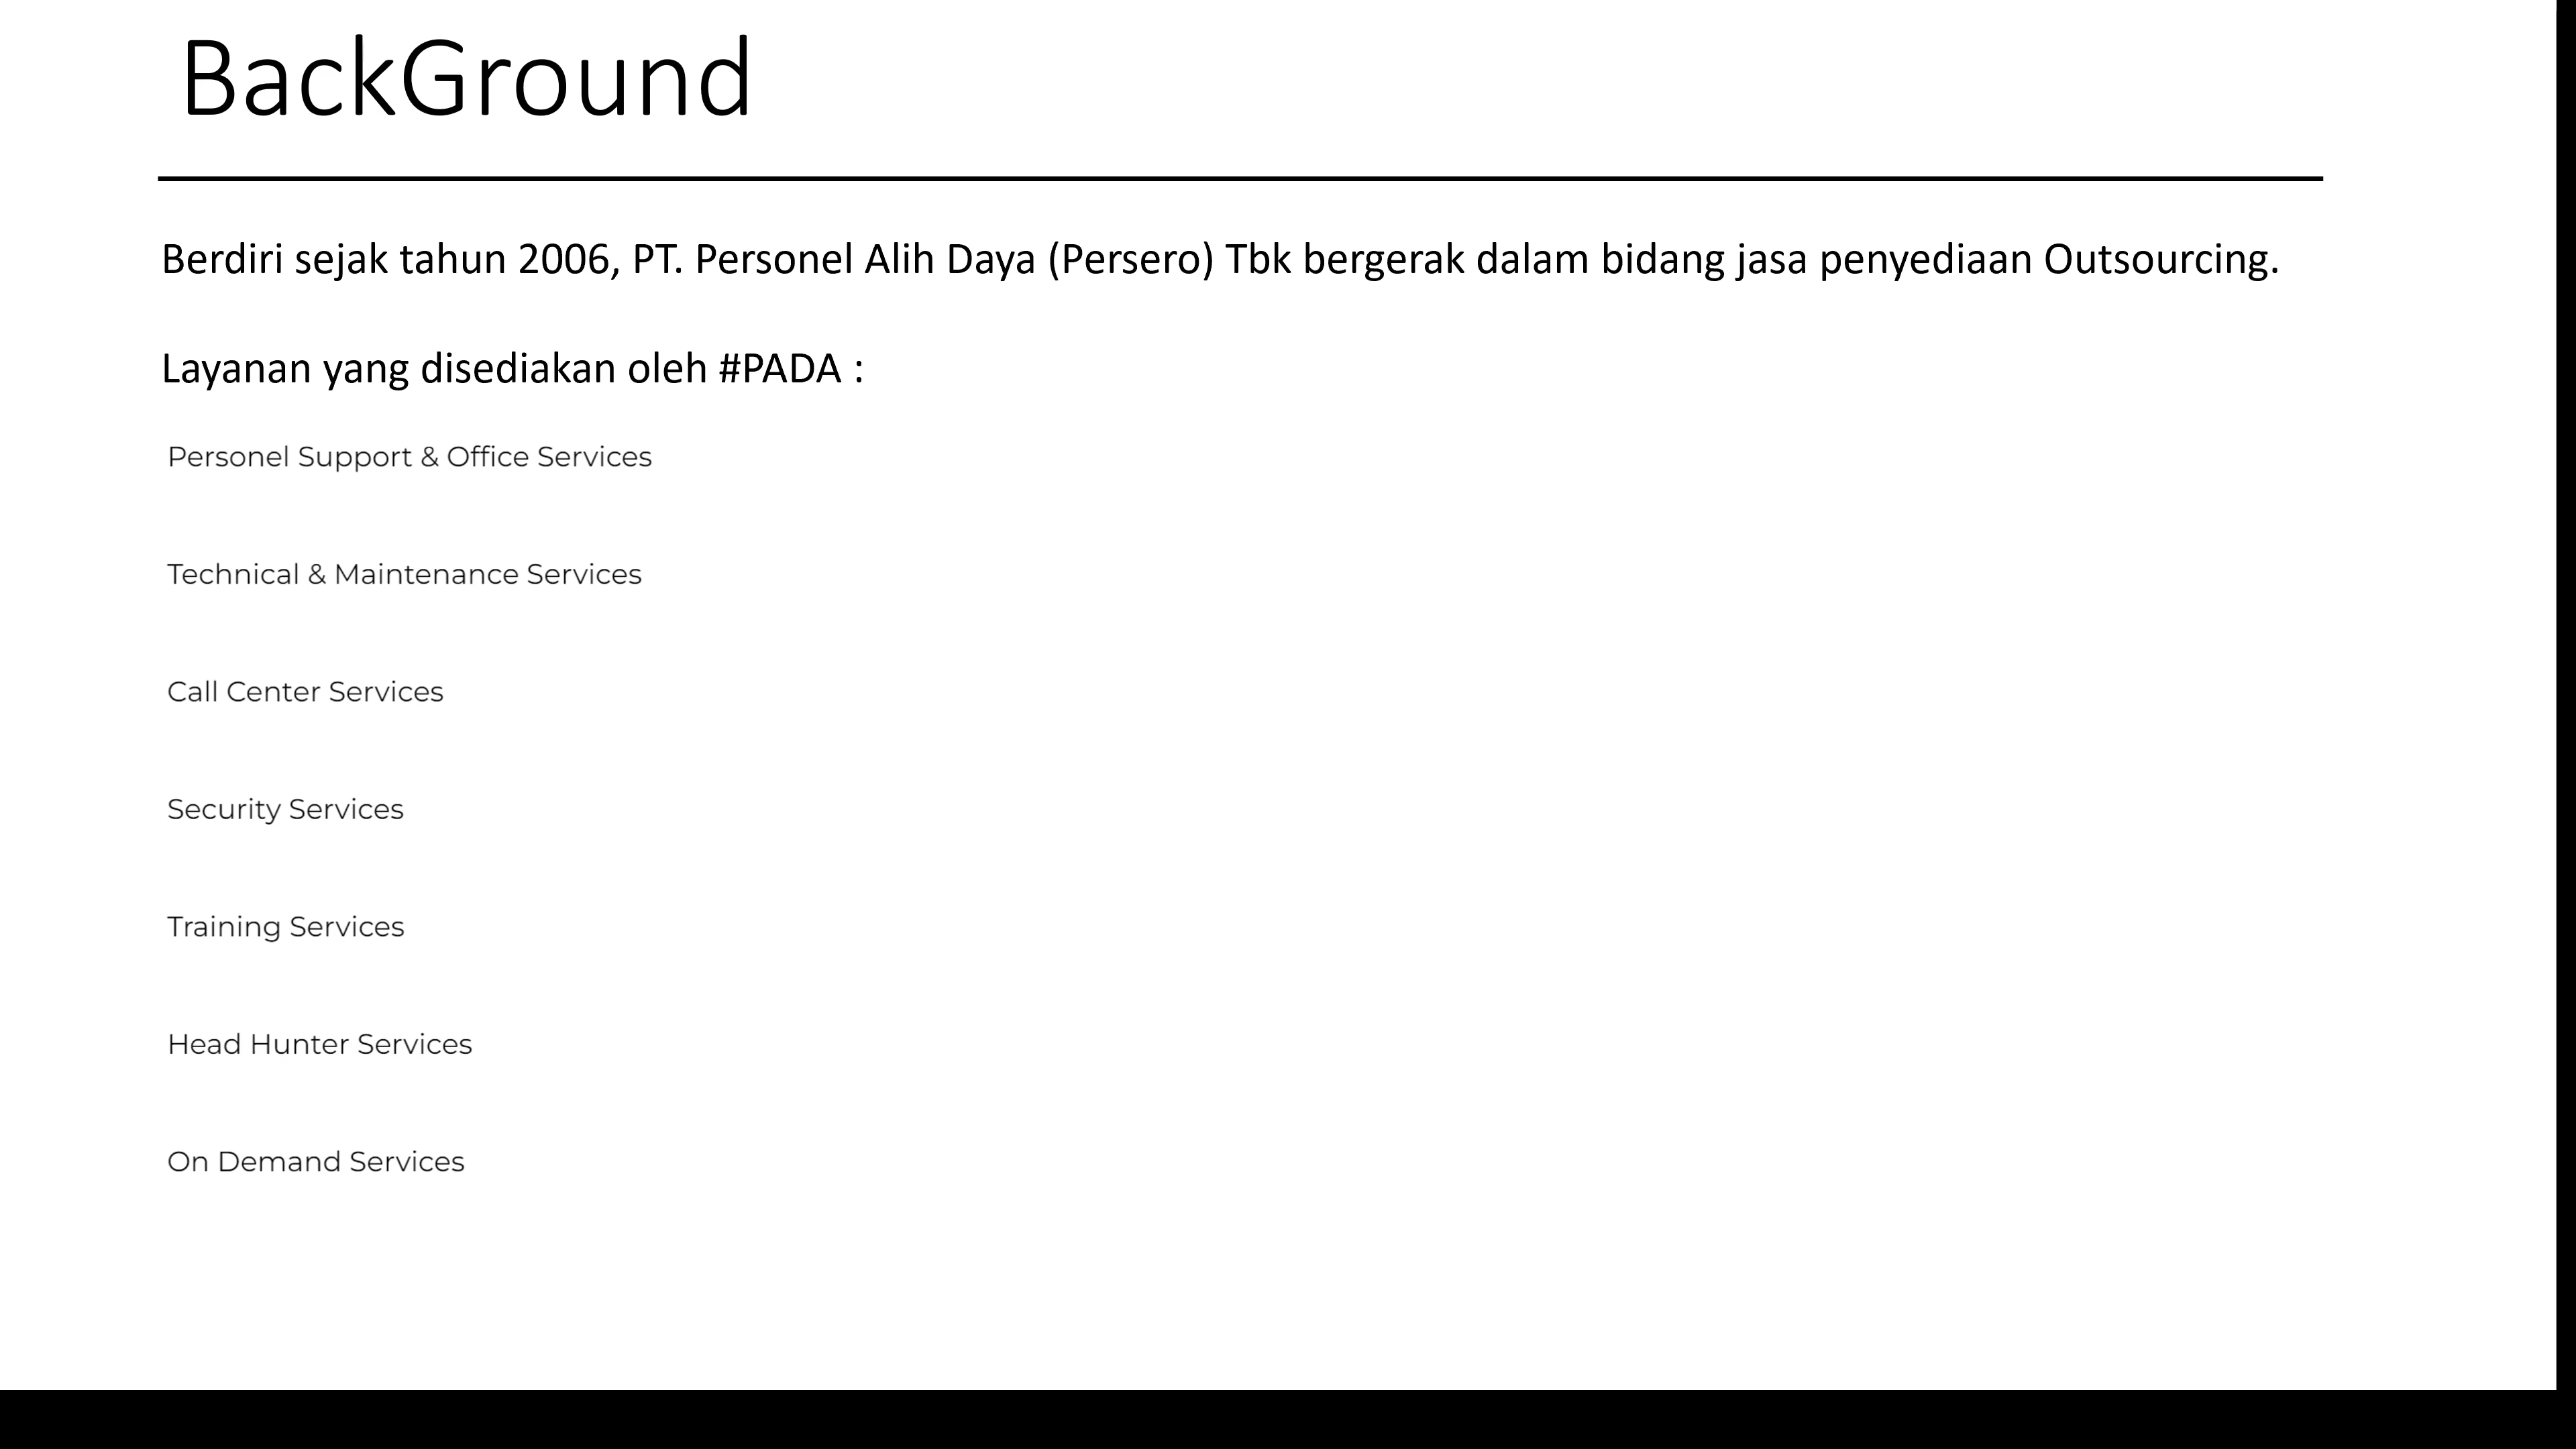 BackGround
Berdiri sejak tahun 2006, PT. Personel Alih Daya (Persero) Tbk bergerak dalam bidang jasa penyediaan Outsourcing.
Layanan yang disediakan oleh #PADA :
Personel Support & Office Services
Technical & Maintenance Services
Call Center Services
Security Services
Training Services
Head Hunter Services
On Demand Services